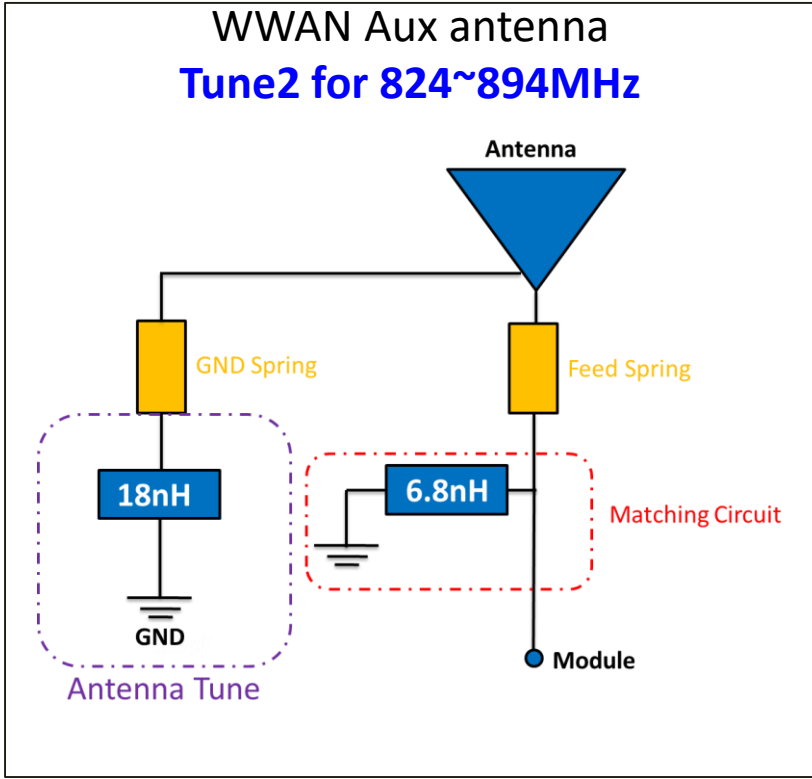 WWAN Aux antenna
Tune2 for 824~894MHz
Antenna
GND Spring
Feed Spring
18nH
6.8nH
Matching Circuit
GND
Module
Antenna Tune